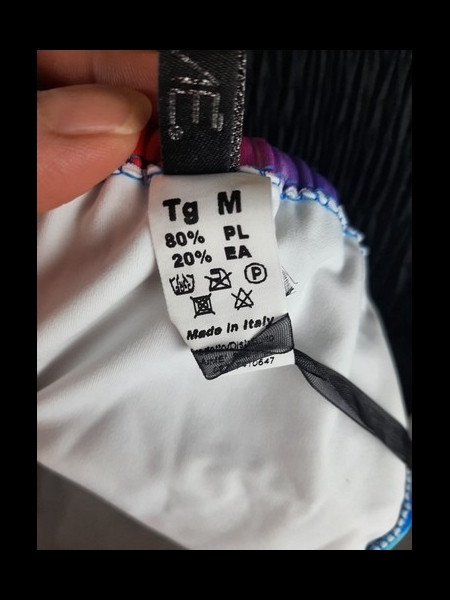 Tg M
80% PL
20% EA
P
Made in Italy